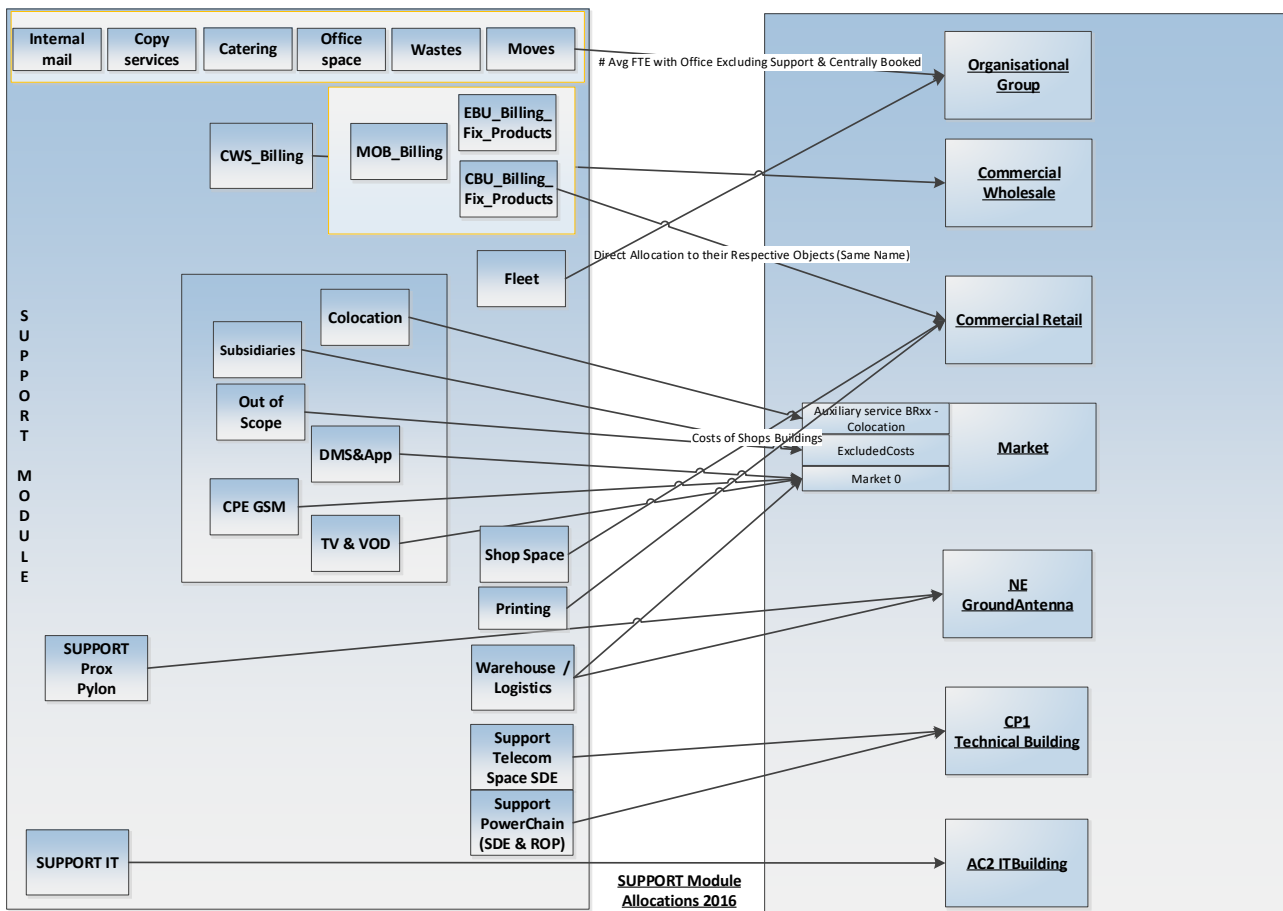 Internal
mail
Copy
services
Catering
Office
space
Wastes
Moves
# Avg FTE with Office Excluding Support & Centrally Booked
Organisational
Group
EBU_Billing_
Fix_Products
MOB_Billing
CWS_Billing
CBU_Billing_
Fix_Products
Commercial
Wholesale
Direct Allocation to their Respective Objects (Same Name)
Fleet
Colocation
Commercial Retail
S
U
P
P
O
R
T
M
O
D
U
L
E
Subsidiaries
Out of
Scope
DMS&App
CPE GSM
TV & VOD
Auxiliary service BRxx -
Colocation
Costs of Shops Buildings
ExcludedCosts
Market 0
Market
Shop Space
Printing
NE
GroundAntenna
SUPPORT
Prox
Pylon
Warehouse /
Logistics
Support
Telecom
Space SDE
CP1
Technical Building
Support
PowerChain
(SDE & ROP)
SUPPORT IT
AC2 ITBuilding
SUPPORT Module
Allocations 2016